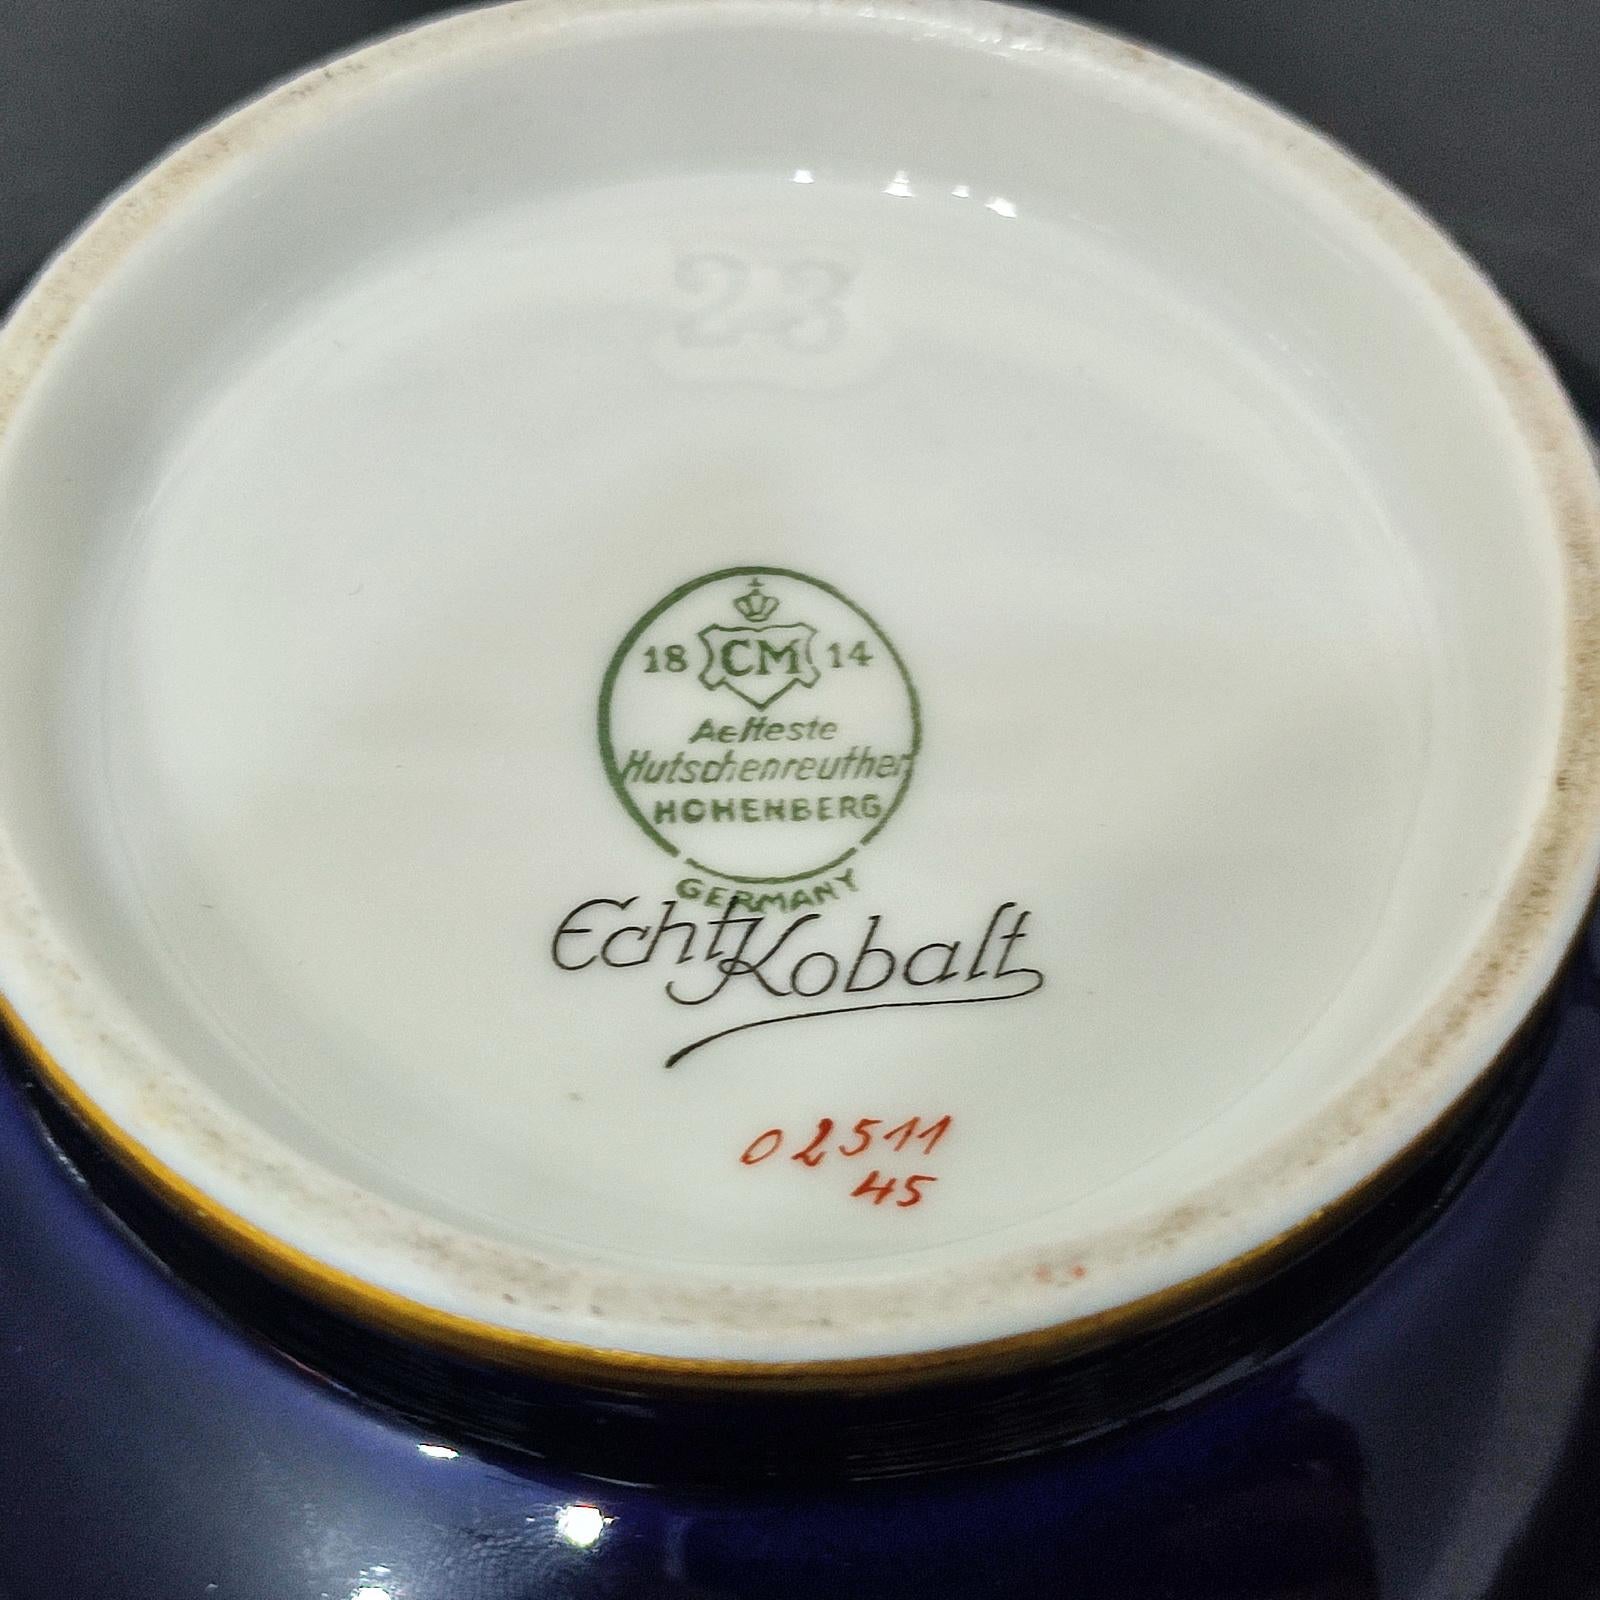 23
18 CM 14
Aelteste
Hutschenreuther
HOHENBERG
GERMANY
Echt Kobalt
02511
45